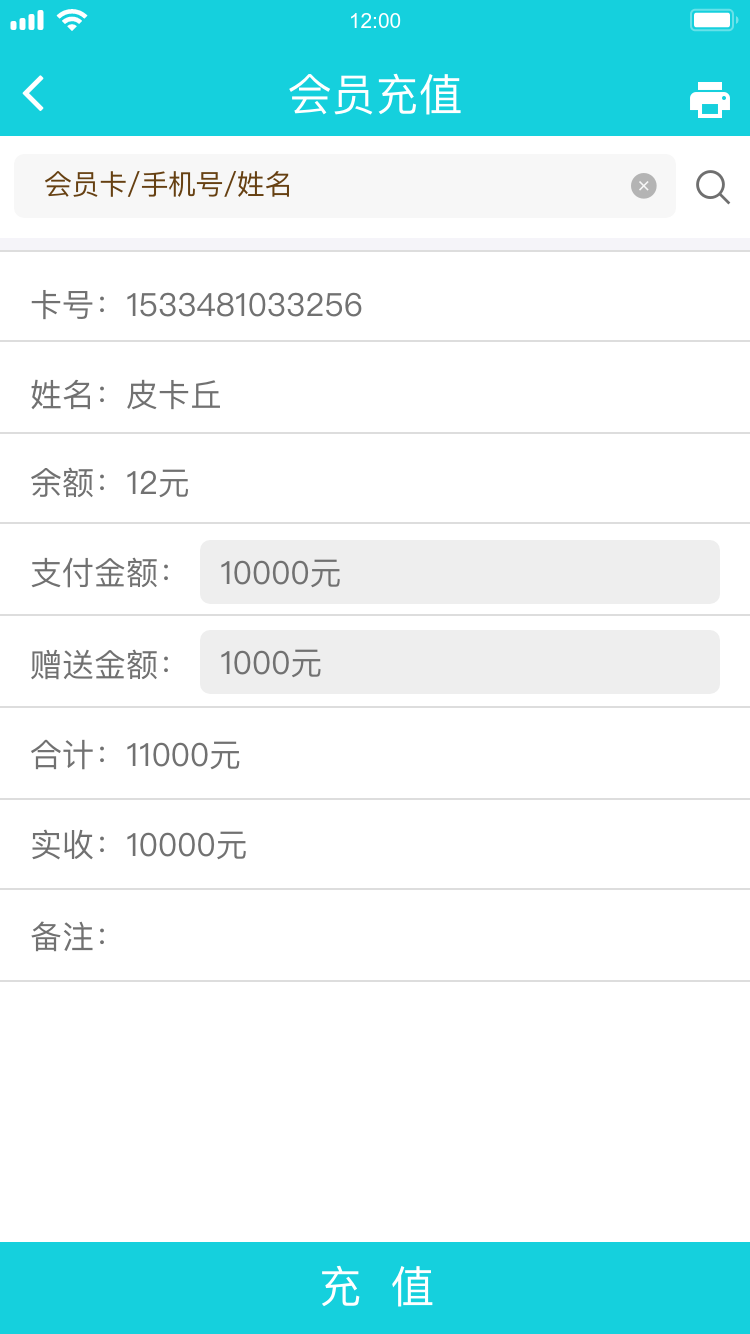 12:00
会员充值
会员卡/手机号/姓名
卡号：1533481033256
姓名：皮卡丘
余额：12元
支付金额：10000元
赠送金额：1000元
合计：11000元
实收：10000元
备注：
充 值